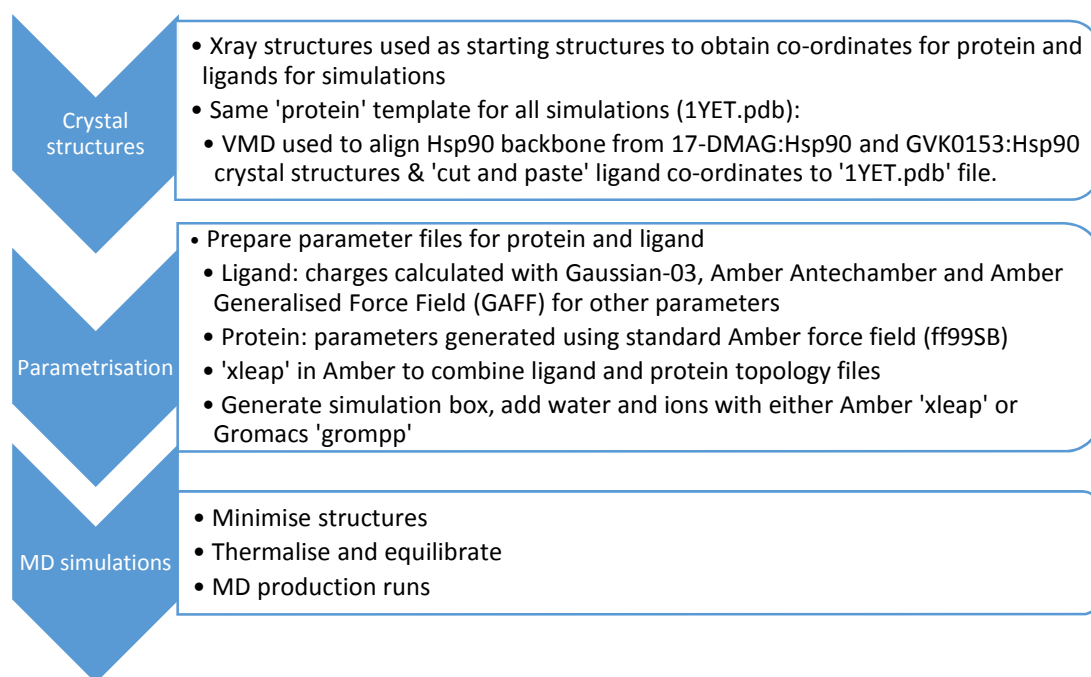 Crystal
structures
• Xray structures used as starting structures to obtain co-ordinates for protein and
ligands for simulations
• Same 'protein' template for all simulations (1YET.pdb):
• VMD used to align Hsp90 backbone from 17-DMAG:Hsp90 and GVK0153:Hsp90
crystal structures & 'cut and paste' ligand co-ordinates to '1YET.pdb' file.
Parametrisation
• Prepare parameter files for protein and ligand
• Ligand: charges calculated with Gaussian-03, Amber Antechamber and Amber
Generalised Force Field (GAFF) for other parameters
• Protein: parameters generated using standard Amber force field (ff99SB)
• 'xleap' in Amber to combine ligand and protein topology files
• Generate simulation box, add water and ions with either Amber 'xleap' or
Gromacs 'grompp'
MD simulations
• Minimise structures
• Thermalise and equilibrate
• MD production runs